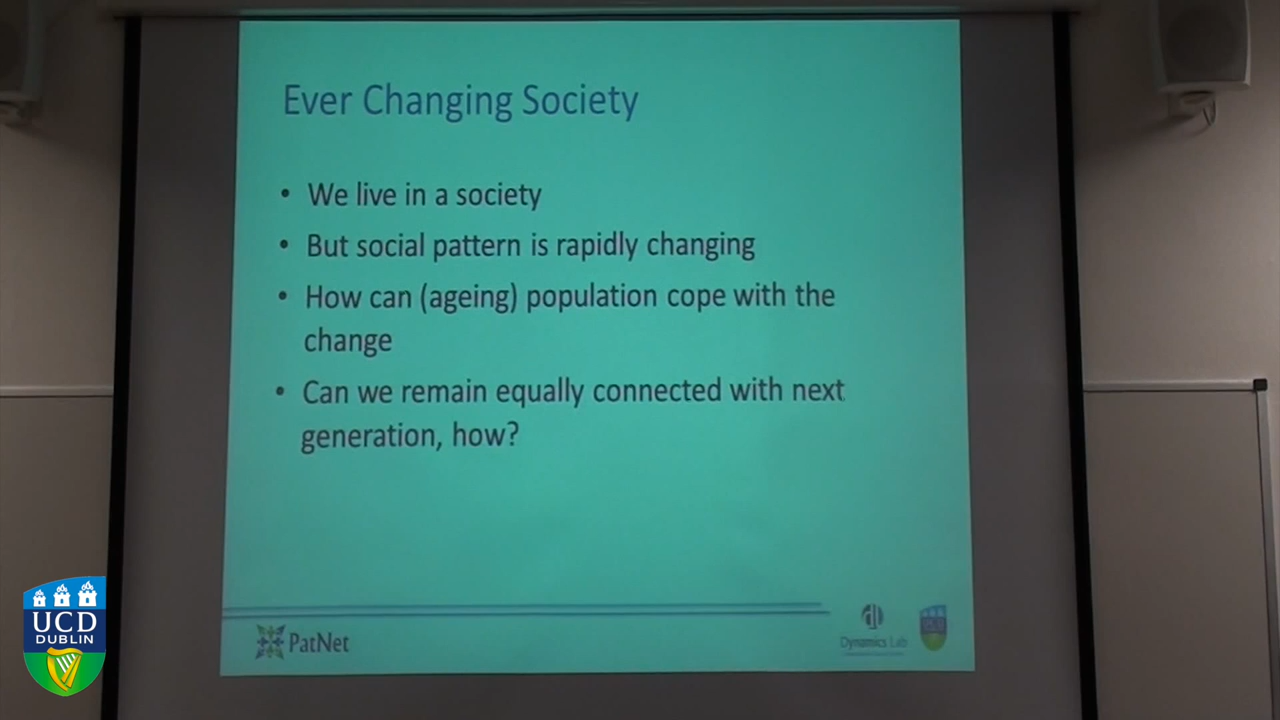 Ever Changing Society
• We live in a society
• But social pattern is rapidly changing
• How can (ageing) population cope with the
change
• Can we remain equally connected with next
generation, how?
PatNet
Dynamics Lab
UCD
UCD
DUBLIN